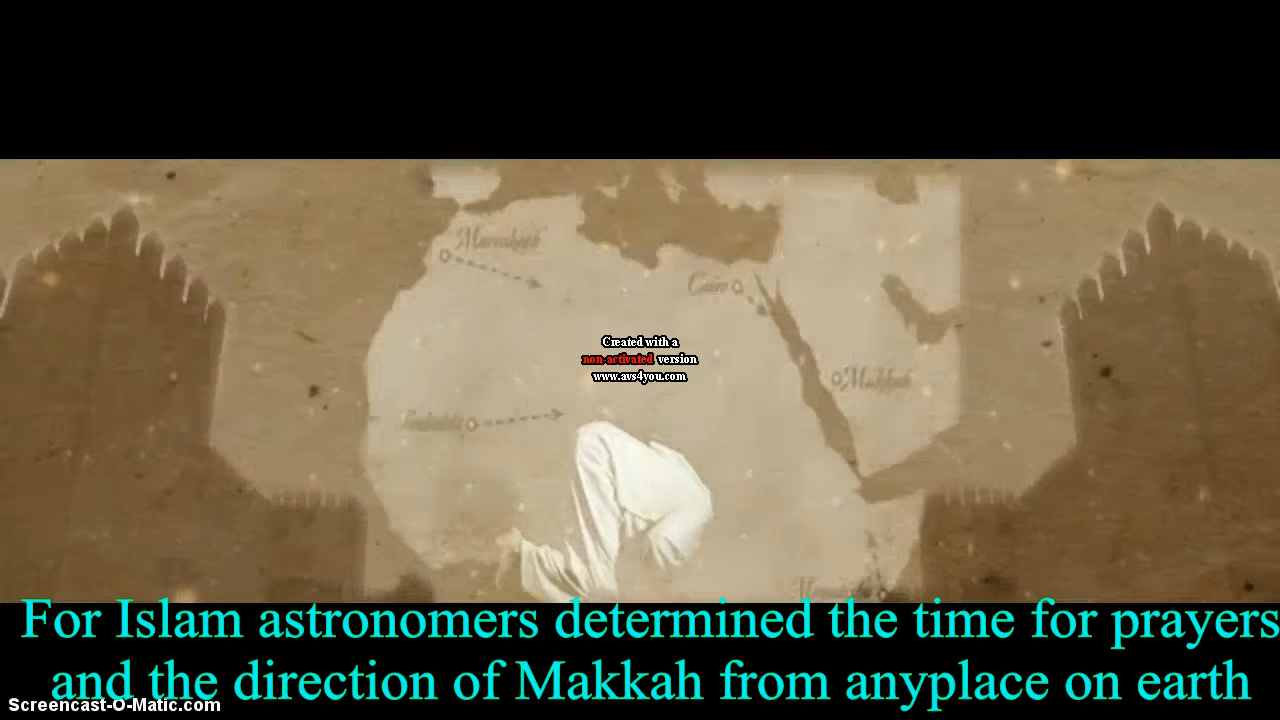 Marrakesh
Cairo
Created with a
non-activated version
www.avs4you.com
Makkah
For Islam astronomers determined the time for prayers
and the direction of Makkah from anyplace on earth
Screencast-O-Matic.com